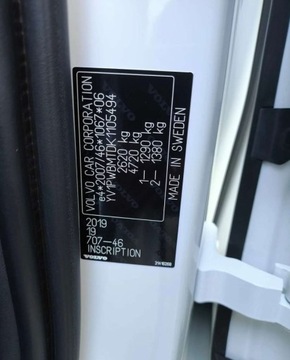 VOLVO CAR CORPORATION
e4*2007/46*1067*06
2620 kg
4720 kg
1- 1290 kg
2- 1380 kg
MADE IN SWEDEN
2019
19
707-46
INSCRIPTION
VOLVO